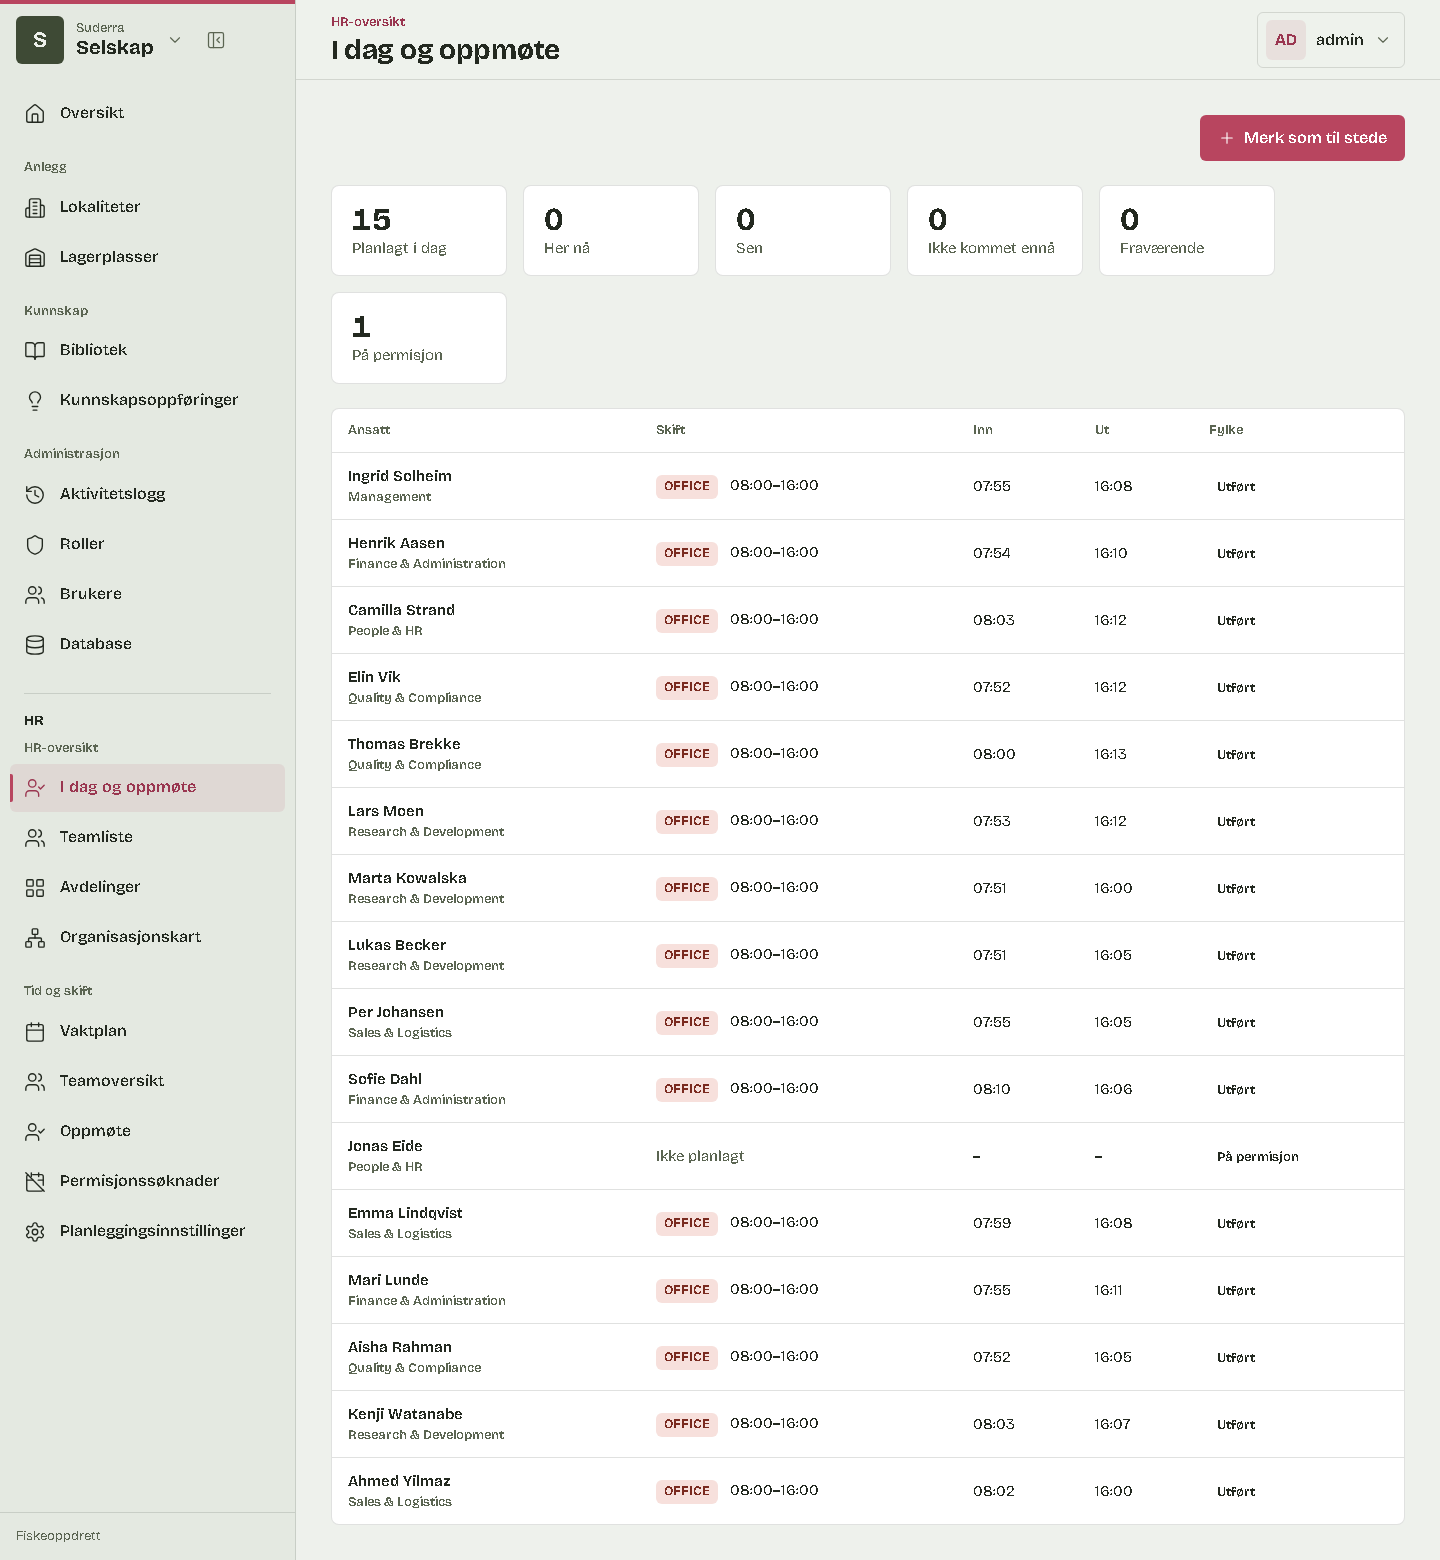 Suderra
S
Selskap
Oversikt
Anlegg
Lokaliteter
Lagerplasser
Kunnskap
Bibliotek
Kunnskapsoppføringer
Administrasjon
Aktivitetslogg
Roller
Brukere
Database
HR
HR-oversikt
I dag og oppmøte
Teamliste
Avdelinger
Organisasjonskart
Tid og skift
Vaktplan
Teamoversikt
Oppmøte
Permisjonssøknader
Planleggingsinnstillinger
Fiskeoppdrett
HR-oversikt
I dag og oppmøte
AD admin
Merk som til stede
15
Planlagt i dag
0
Her nå
0
Sen
0
Ikke kommet ennå
0
Fraværende
1
På permisjon
Ansatt Skift Inn Ut Fylke
Ingrid Solheim
Management
OFFICE 08:00–16:00 07:55 16:08 Utført
Henrik Aasen
Finance & Administration
OFFICE 08:00–16:00 07:54 16:10 Utført
Camilla Strand
People & HR
OFFICE 08:00–16:00 08:03 16:12 Utført
Elin Vik
Quality & Compliance
OFFICE 08:00–16:00 07:52 16:12 Utført
Thomas Brekke
Quality & Compliance
OFFICE 08:00–16:00 08:00 16:13 Utført
Lars Moen
Research & Development
OFFICE 08:00–16:00 07:53 16:12 Utført
Marta Kowalska
Research & Development
OFFICE 08:00–16:00 07:51 16:00 Utført
Lukas Becker
Research & Development
OFFICE 08:00–16:00 07:51 16:05 Utført
Per Johansen
Sales & Logistics
OFFICE 08:00–16:00 07:55 16:05 Utført
Sofie Dahl
Finance & Administration
OFFICE 08:00–16:00 08:10 16:06 Utført
Jonas Eide
People & HR
Ikke planlagt – – På permisjon
Emma Lindqvist
Sales & Logistics
OFFICE 08:00–16:00 07:59 16:08 Utført
Mari Lunde
Finance & Administration
OFFICE 08:00–16:00 07:55 16:11 Utført
Aisha Rahman
Quality & Compliance
OFFICE 08:00–16:00 07:52 16:05 Utført
Kenji Watanabe
Research & Development
OFFICE 08:00–16:00 08:03 16:07 Utført
Ahmed Yilmaz
Sales & Logistics
OFFICE 08:00–16:00 08:02 16:00 Utført